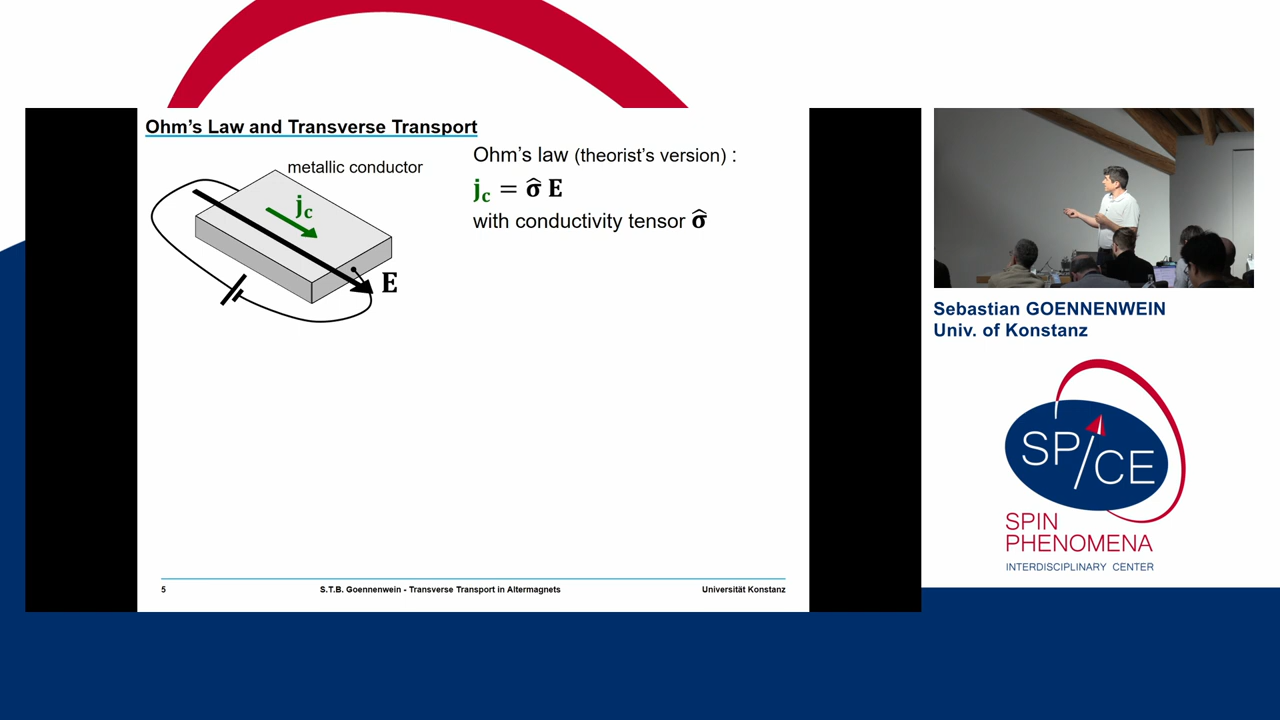 Ohm's Law and Transverse Transport
metallic conductor
j_c
E
Ohm's law (theorist's version) :
j_c = σ̂ E
with conductivity tensor σ̂
5
S.T.B. Goennenwein - Transverse Transport in Altermagnets
Universität Konstanz
Sebastian GOENNENWEIN
Univ. of Konstanz
SP/CE
SPIN
PHENOMENA
INTERDISCIPLINARY CENTER